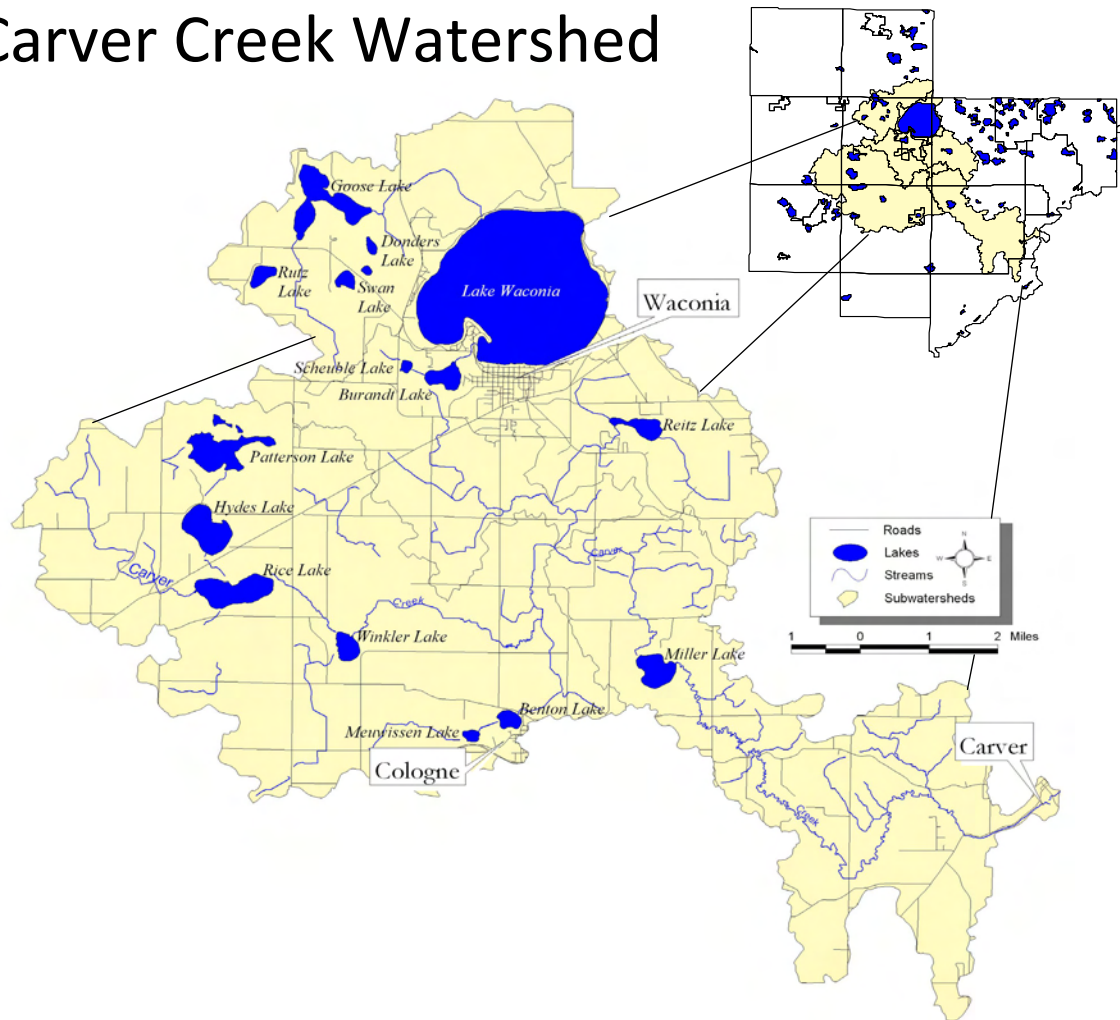 Carver Creek Watershed
Goose Lake
Donders
Lake
Rutz
Lake
Swan
Lake
Lake Waconia
Waconia
Scheuble Lake
Burandt Lake
Reitz Lake
Patterson Lake
Hydes Lake
Rice Lake
Carver
Carver
Creek
Winkler Lake
Miller Lake
Benton Lake
Meuwissen Lake
Cologne
Carver
Creek
Roads
Lakes
Streams
Subwatersheds
N
W
E
S
1 0 1 2 Miles